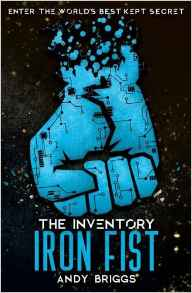 ENTER THE WORLD'S BEST KEPT SECRET
THE INVENTORY
IRON FIST
ANDY BRIGGS